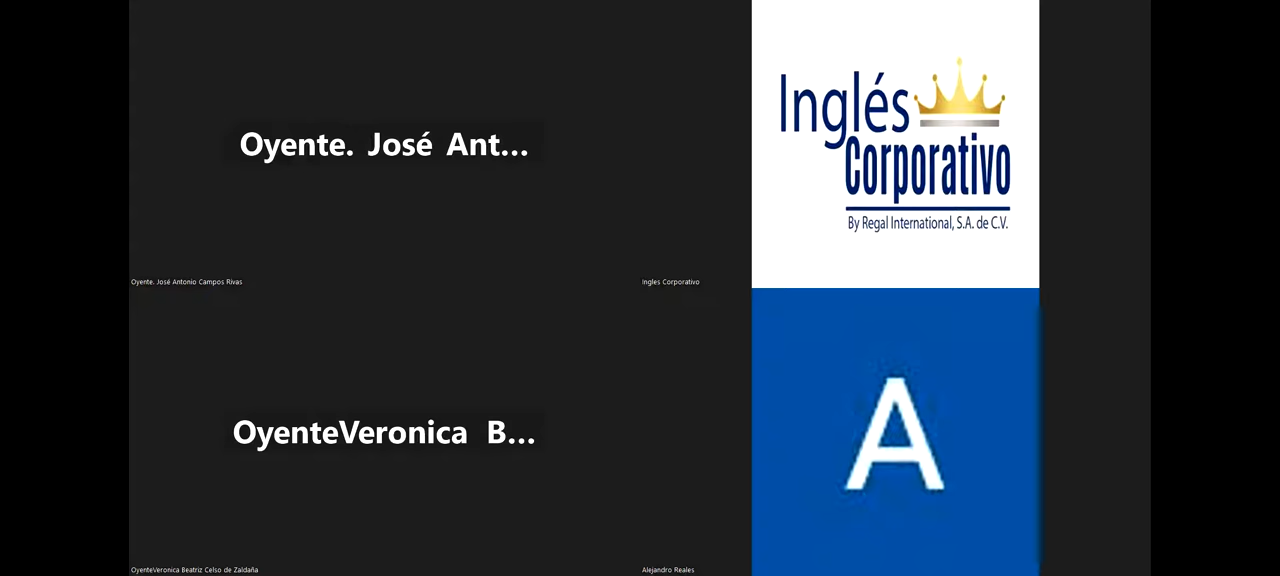 Oyente. José Ant...
Oyente. José Antonio Campos Rivas
Inglés
Corporativo
By Regal International, S.A. de C.V.
Ingles Corporativo
OyenteVeronica B...
OyenteVeronica Beatriz Celso de Zaldaña
A
Alejandro Reales